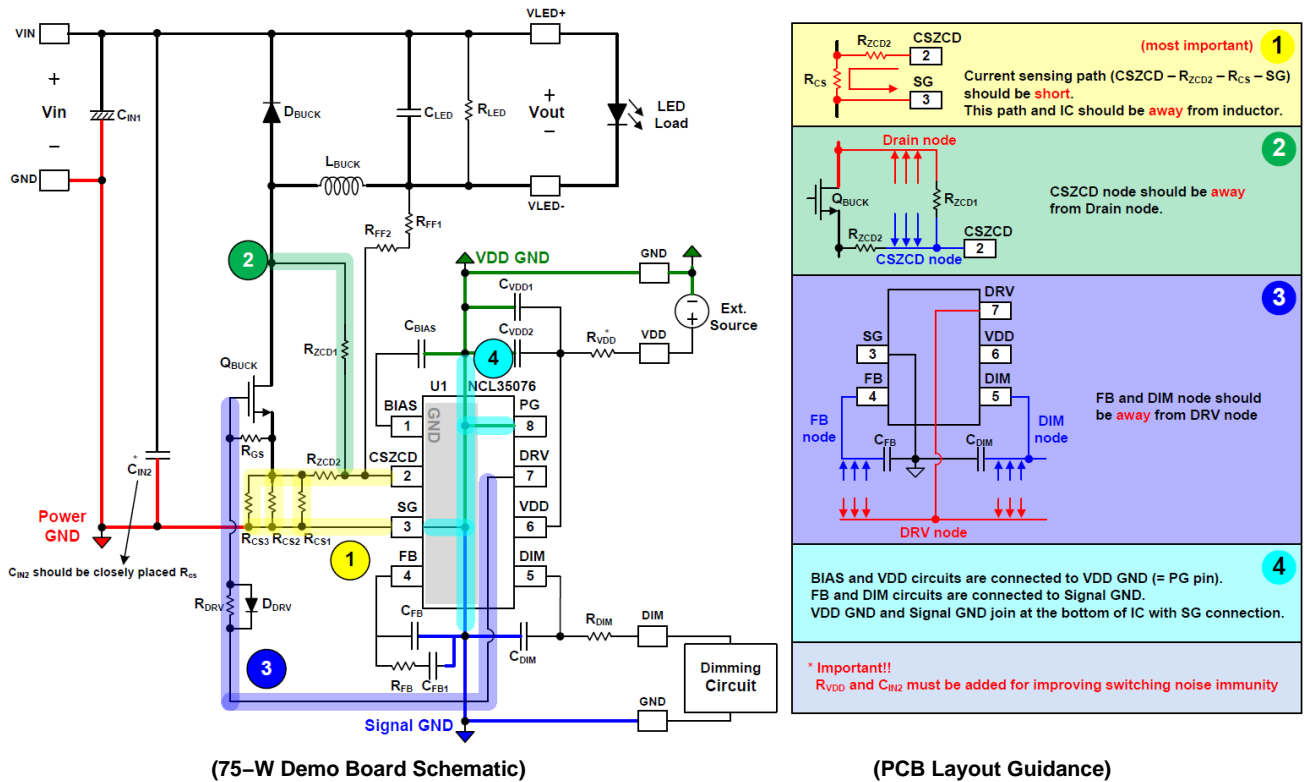 VIN
+
Vin
−
GND
CIN1
DBUCK
CLED
RLED
VLED+
+
Vout
−
LED
Load
LBUCK
VLED-
RFF1
RFF2
2
VDD GND
GND
CVDD1
Ext.
Source
−
+
CBIAS
CVDD2
RVDD*
VDD
4
RZCD1
QBUCK
U1
NCL35076
GND
BIAS
1
PG
8
RGS
RZCD2
CSZCD
2
DRV
7
* CIN2
SG
3
VDD
6
Power
GND
RCS3
RCS2
RCS1
1
FB
4
DIM
5
CIN2 should be closely placed Rcs
RDRV
DDRV
CFB
CDIM
RDIM
DIM
3
RFB
CFB1
Dimming
Circuit
GND
Signal GND
(75−W Demo Board Schematic)
RZCD2
CSZCD
2
RCS
SG
3
(most important)
1
Current sensing path (CSZCD – RZCD2 – RCS – SG)
should be short.
This path and IC should be away from inductor.
Drain node
2
QBUCK
RZCD1
RZCD2
CSZCD
2
CSZCD node
CSZCD node should be away
from Drain node.
3
DRV
7
SG
3
VDD
6
FB
4
DIM
5
FB
node
CFB
CDIM
DIM
node
DRV node
FB and DIM node should
be away from DRV node
4
BIAS and VDD circuits are connected to VDD GND (= PG pin).
FB and DIM circuits are connected to Signal GND.
VDD GND and Signal GND join at the bottom of IC with SG connection.
* Important!!
RVDD and CIN2 must be added for improving switching noise immunity
(PCB Layout Guidance)